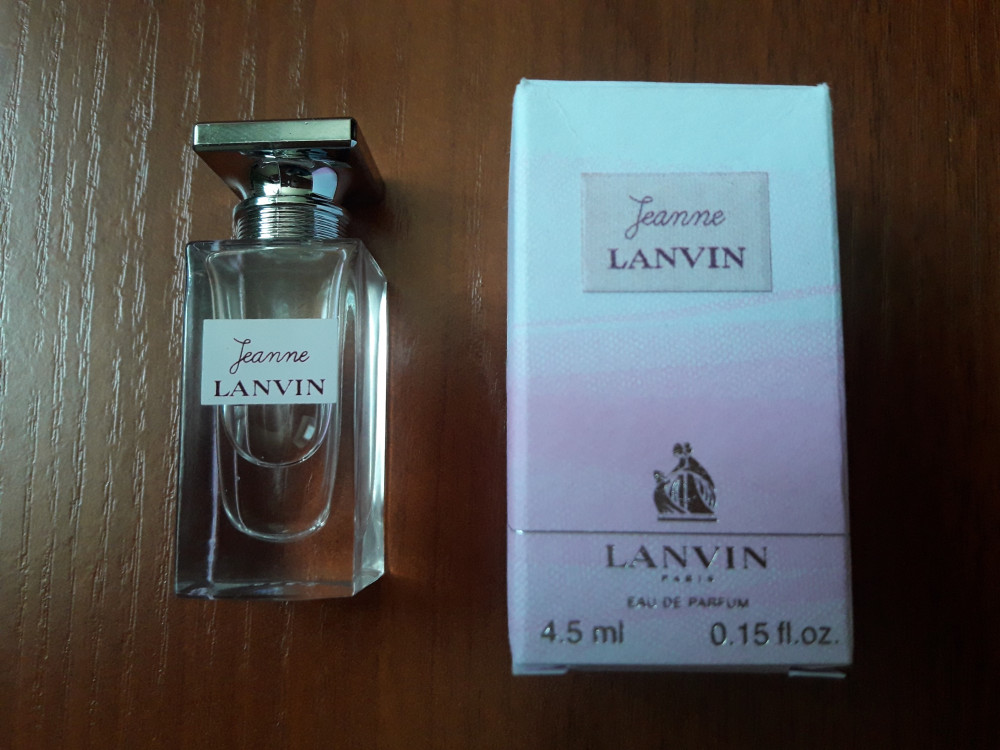 Jeanne
LANVIN
Jeanne
LANVIN
LANVIN
PARIS
EAU DE PARFUM
4.5 ml 0.15 fl.oz.